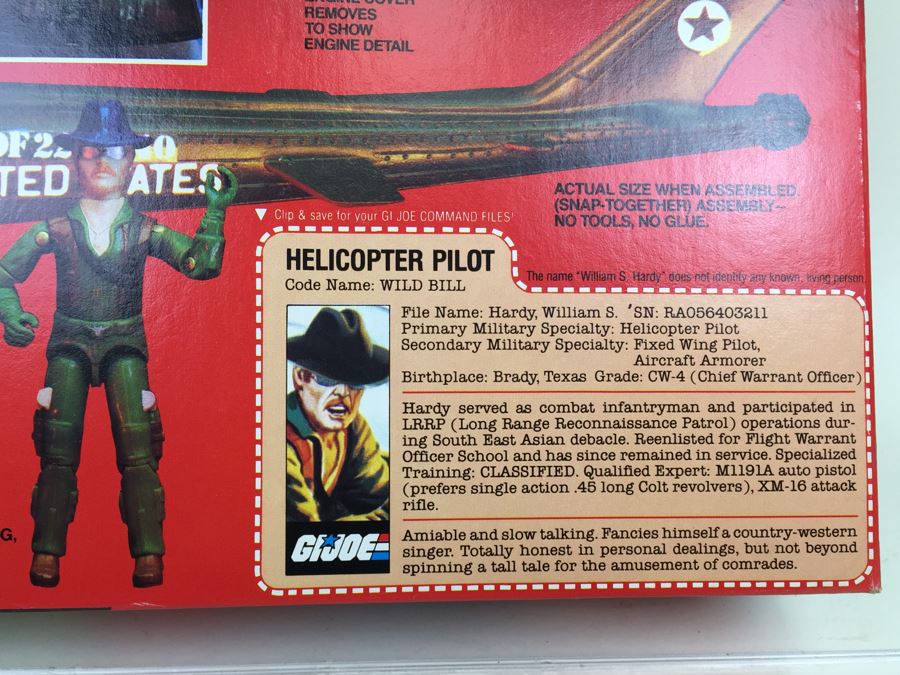 REMOVES
TO SHOW
ENGINE DETAIL
OF 22
TED ATES
ACTUAL SIZE WHEN ASSEMBLED.
(SNAP-TOGETHER) ASSEMBLY—
NO TOOLS, NO GLUE.
▼ Clip & save for your GI JOE COMMAND FILES!
HELICOPTER PILOT
Code Name: WILD BILL
The name "William S. Hardy" does not identify any known, living person.
File Name: Hardy, William S. SN: RA056403211
Primary Military Specialty: Helicopter Pilot
Secondary Military Specialty: Fixed Wing Pilot,
Aircraft Armorer
Birthplace: Brady, Texas Grade: CW-4 (Chief Warrant Officer)
Hardy served as combat infantryman and participated in
LRRP (Long Range Reconnaissance Patrol) operations dur-
ing South East Asian debacle. Reenlisted for Flight Warrant
Officer School and has since remained in service. Specialized
Training: CLASSIFIED. Qualified Expert: M1191A auto pistol
(prefers single action .45 long Colt revolvers), XM-16 attack
rifle.
Amiable and slow talking. Fancies himself a country-western
singer. Totally honest in personal dealings, but not beyond
spinning a tall tale for the amusement of comrades.
GI JOE
G,